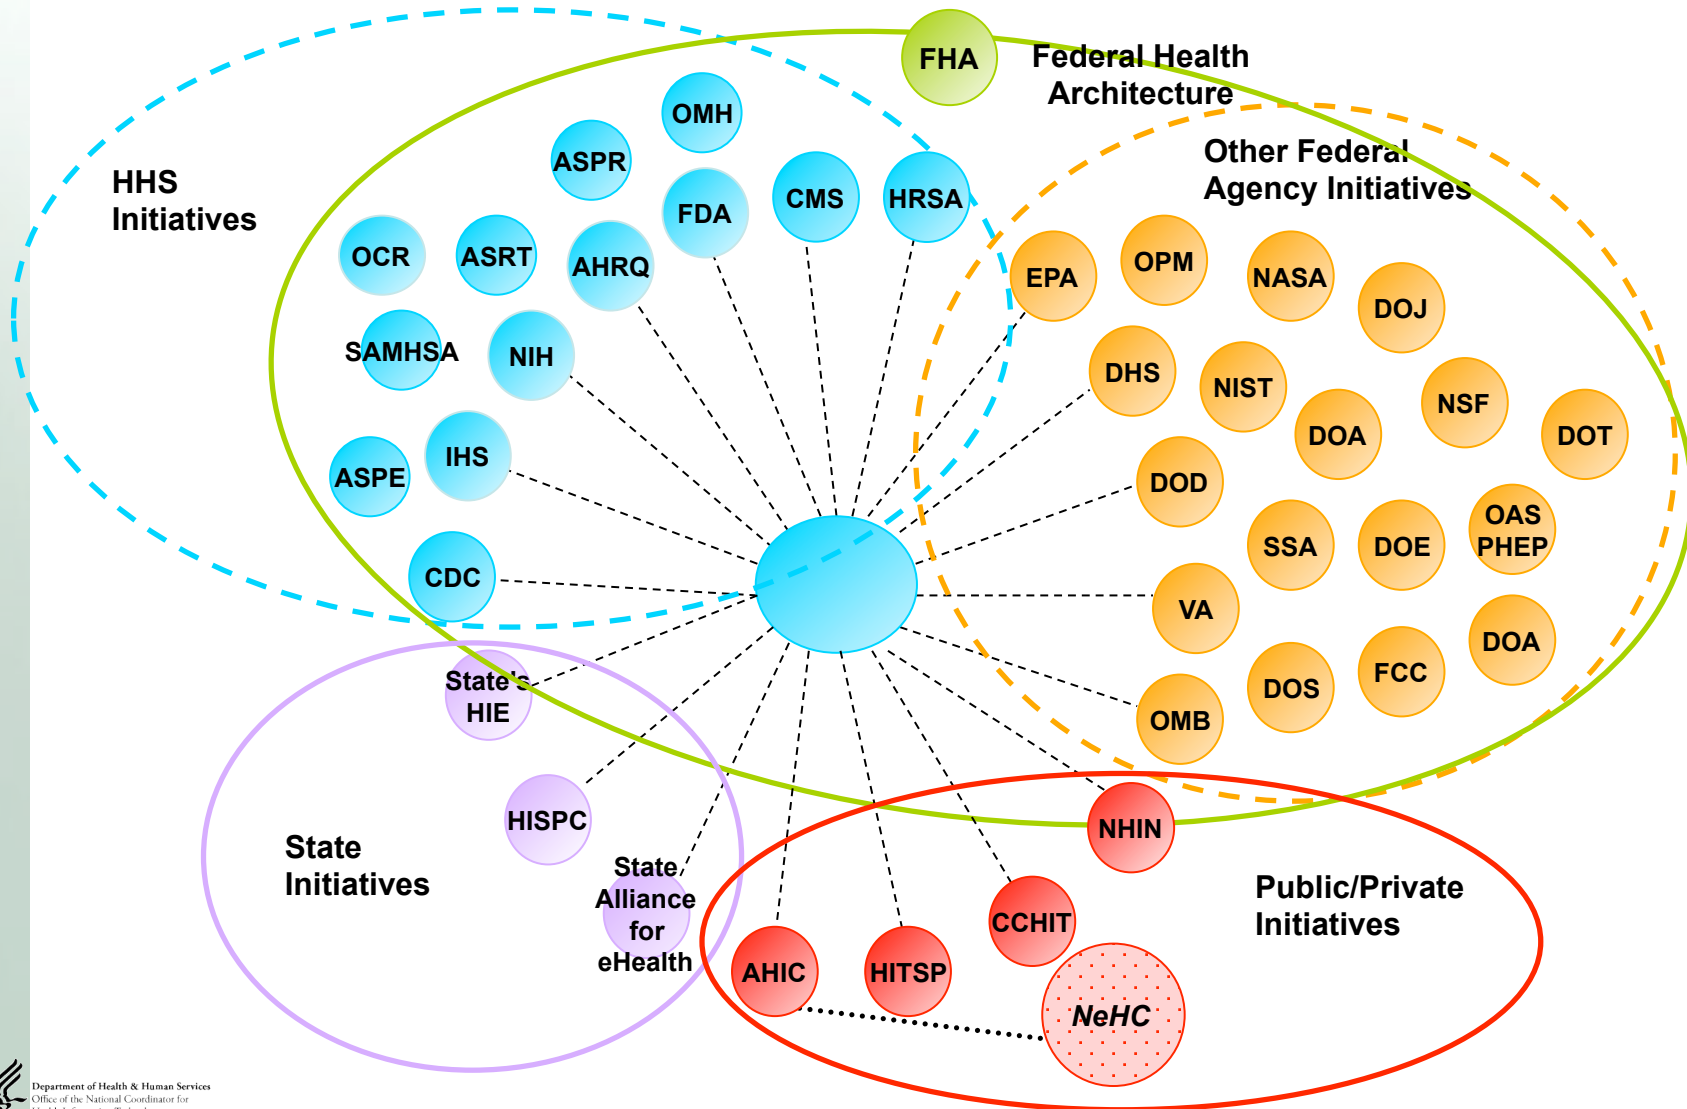 FHA
Federal Health
Architecture
OMH
ASPR
HHS
Initiatives
Other Federal
Agency Initiatives
FDA
CMS
HRSA
OCR
ASRT
AHRQ
EPA
OPM
NASA
DOJ
SAMHSA
NIH
DHS
NIST
NSF
DOA
DOT
ASPE
IHS
DOD
SSA
DOE
OAS
PHEP
CDC
VA
DOA
State's
HIE
OMB
DOS
FCC
HISPC
NHIN
State
Initiatives
State
Alliance
for
eHealth
Public/Private
Initiatives
CCHIT
AHIC
HITSP
NeHC
Department of Health & Human Services
Office of the National Coordinator for